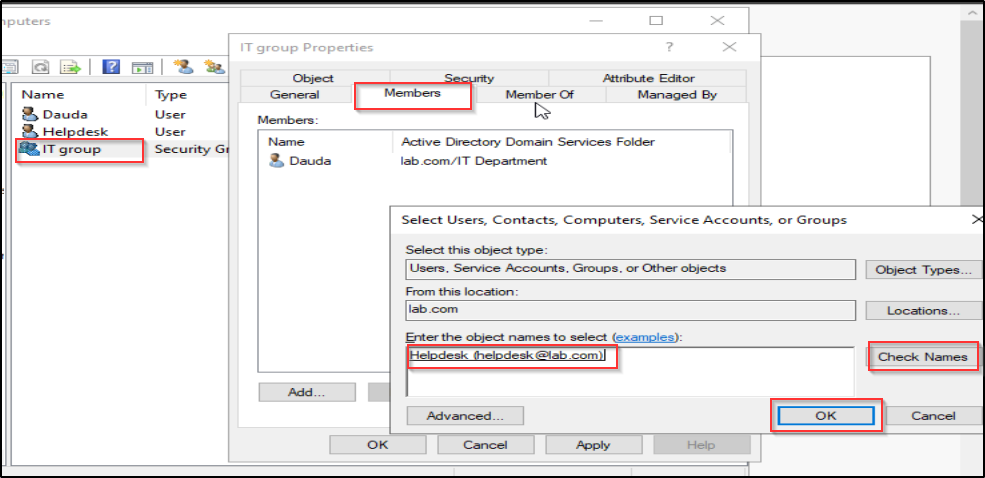 mputers
IT group Properties
Object Security Attribute Editor
General Members Member Of Managed By
Name Type
Dauda User
Helpdesk User
IT group Security Gr
Members:
Name Active Directory Domain Services Folder
Dauda lab.com/IT Department
Select Users, Contacts, Computers, Service Accounts, or Groups
Select this object type:
Users, Service Accounts, Groups, or Other objects Object Types...
From this location:
lab.com Locations...
Enter the object names to select (examples):
Helpdesk (helpdesk@lab.com) Check Names
Advanced... OK Cancel
Add...
OK Cancel Apply Help